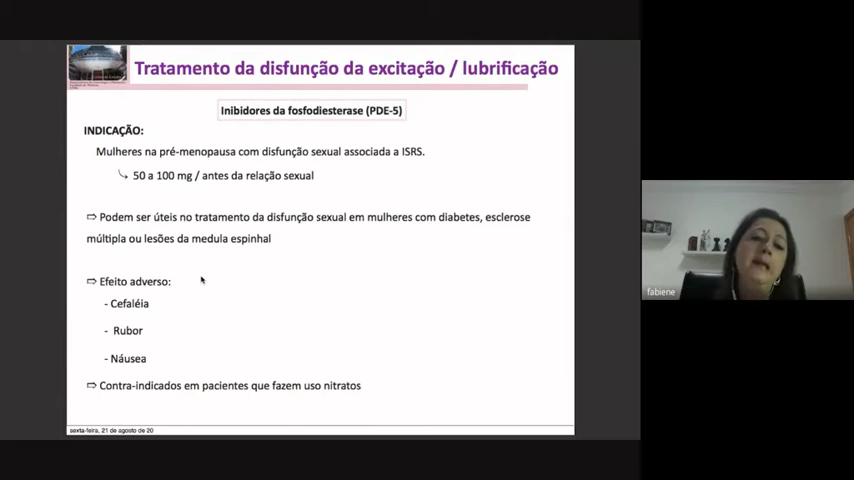 Tratamento da disfunção da excitação / lubrificação
Inibidores da fosfodiesterase (PDE-5)
INDICAÇÃO:
Mulheres na pré-menopausa com disfunção sexual associada a ISRS.
50 a 100 mg / antes da relação sexual
⇨ Podem ser úteis no tratamento da disfunção sexual em mulheres com diabetes, esclerose
múltipla ou lesões da medula espinhal
⇨ Efeito adverso:
- Cefaléia
- Rubor
- Náusea
⇨ Contra-indicados em pacientes que fazem uso nitratos
sexta-feira, 21 de agosto de 20
fabiene